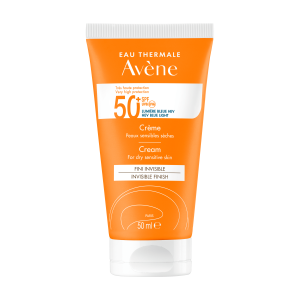 EAU THERMALE
Avène
Très haute protection
Very high protection
50+
SPF
LUMIÈRE BLEUE HEV
HEV BLUE LIGHT
Crème
Peaux sensibles sèches
Cream
For dry sensitive skin
FINI INVISIBLE
INVISIBLE FINISH
50 ml e